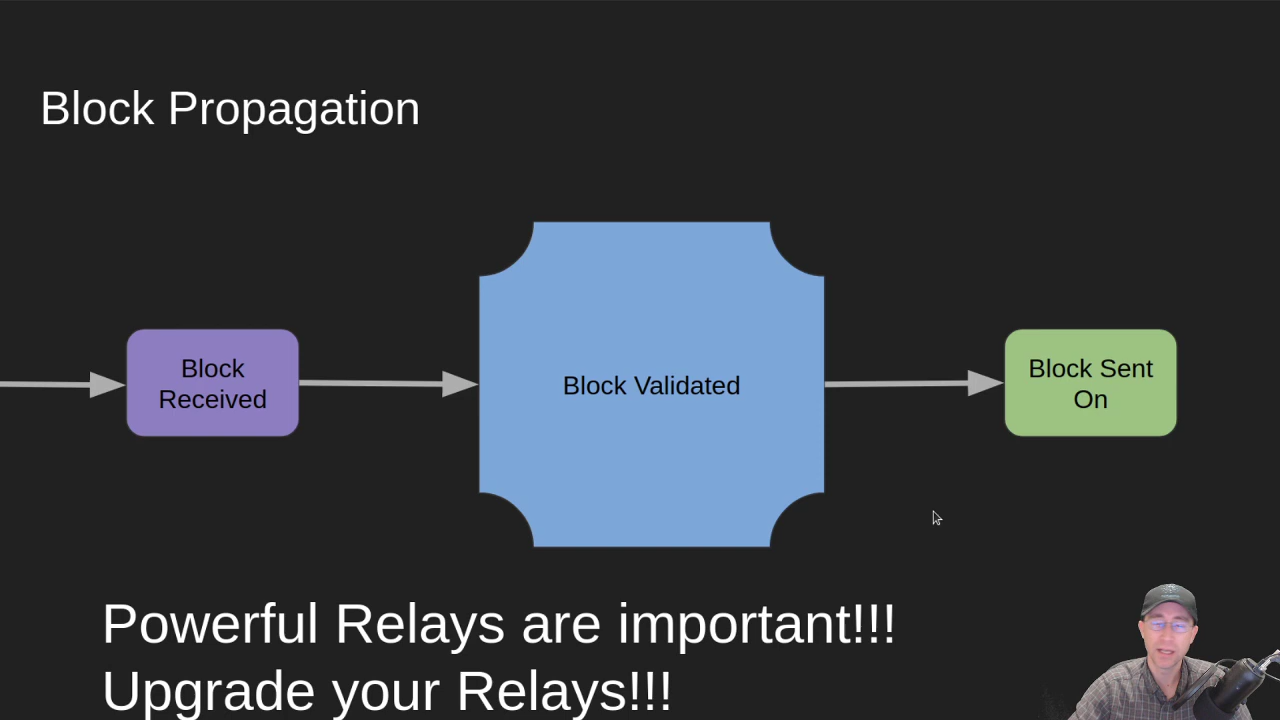 Block Propagation
Block
Received
Block Validated
Block Sent
On
Powerful Relays are important!!!
Upgrade your Relays!!!